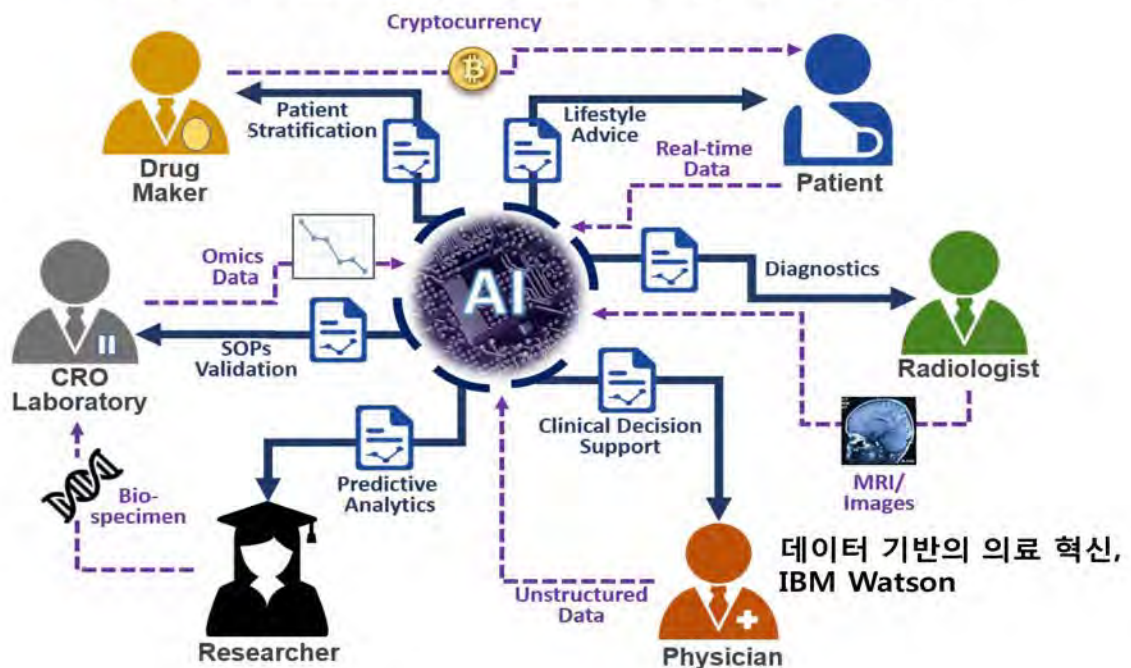 Cryptocurrency
Patient
Stratification
Lifestyle
Advice
Drug
Maker
Real-time
Data
Patient
Omics
Data
AI
Diagnostics
SOPs
Validation
CRO
Laboratory
Radiologist
Clinical Decision
Support
Predictive
Analytics
MRI/
Images
Bio-
specimen
데이터 기반의 의료 혁신,
IBM Watson
Unstructured
Data
Researcher
Physician